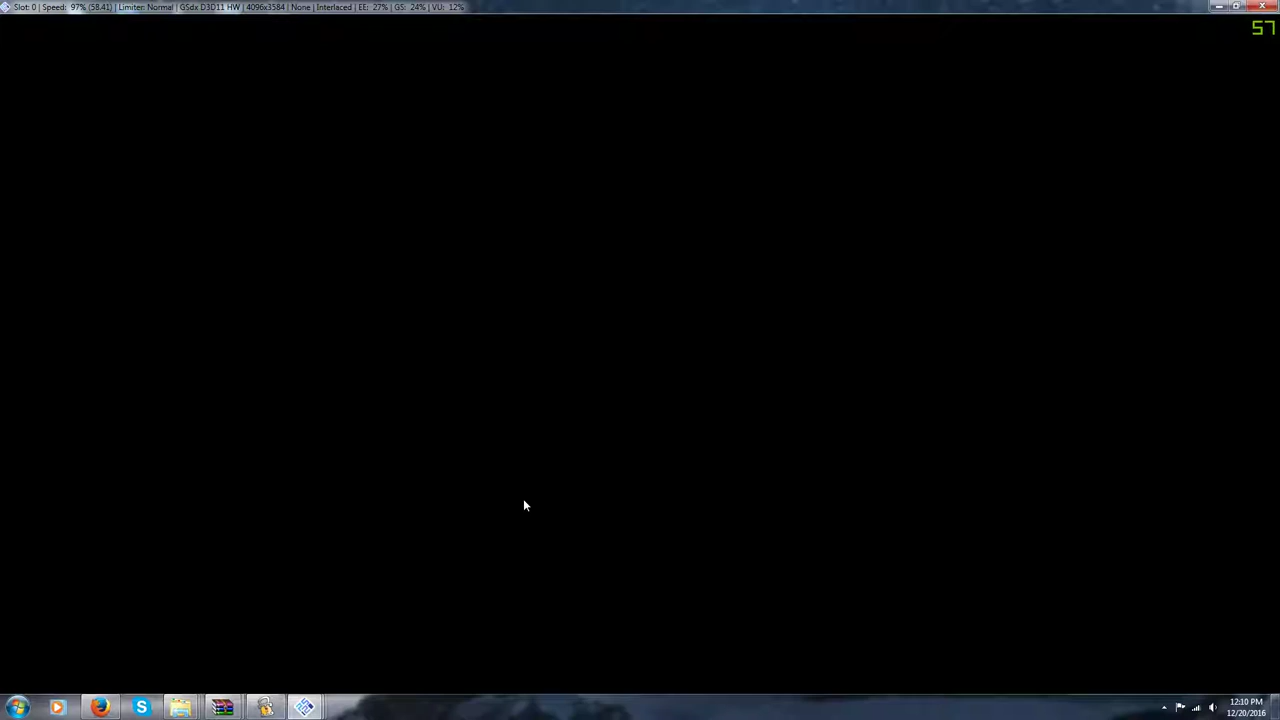 Slot: 0 | Speed: 97% (58.41) | Limiter: Normal | GSdx D3D11 HW | 4096x3584 | None | Interlaced | EE: 27% | GS: 24% | VU: 12%
57
12:10 PM
12/20/2016